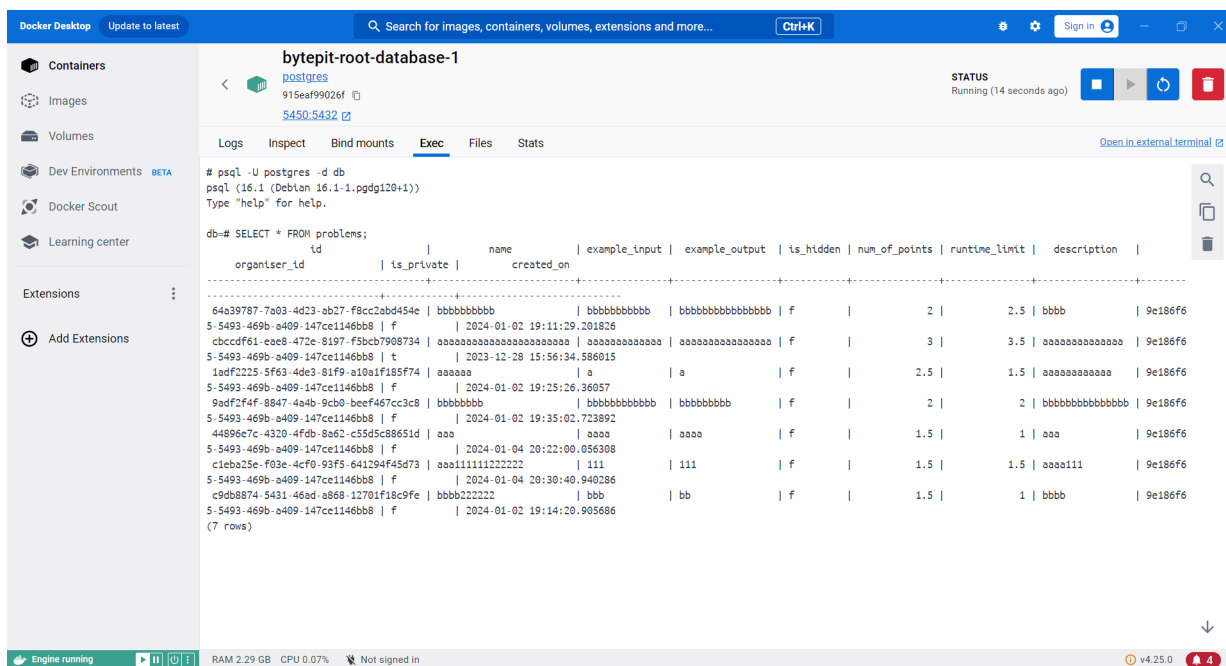 Docker Desktop Update to latest Search for images, containers, volumes, extensions and more... Ctrl+K Sign in
Containers
Images
Volumes
Dev Environments BETA
Docker Scout
Learning center
Extensions
Add Extensions
bytepit-root-database-1
postgres
915eaf99026f
5450:5432
STATUS
Running (14 seconds ago)
Logs Inspect Bind mounts Exec Files Stats Open in external terminal
# psql -U postgres -d db
psql (16.1 (Debian 16.1-1.pgdg120+1))
Type "help" for help.
db=# SELECT * FROM problems;
id | name | example_input | example_output | is_hidden | num_of_points | runtime_limit | description |
organiser_id | is_private | created_on
64a39787-7a03-4d23-ab27-f8cc2abd454e | bbbbbbbbbb | bbbbbbbbbbb | bbbbbbbbbbbbbbbb | f | 2 | 2.5 | bbbb | 9e186f6
5-5493-469b-a409-147ce1146bb8 | f | 2024-01-02 19:11:29.201826
cbccdf61-eae8-472e-8197-f5bcb7908734 | aaaaaaaaaaaaaaaaaaaaaaa | aaaaaaaaaaaaa | aaaaaaaaaaaaaaaa | f | 3 | 3.5 | aaaaaaaaaaaaaa | 9e186f6
5-5493-469b-a409-147ce1146bb8 | t | 2023-12-28 15:56:34.586015
1adf2225-5f63-4de3-81f9-a10a1f185f74 | aaaaaa | a | a | f | 2.5 | 1.5 | aaaaaaaaaaaa | 9e186f6
5-5493-469b-a409-147ce1146bb8 | f | 2024-01-02 19:25:26.36057
9adf2f4f-8847-4a4b-9cb0-beef467cc3c8 | bbbbbbbb | bbbbbbbbbbbb | bbbbbbbbb | f | 2 | 2 | bbbbbbbbbbbbbbb | 9e186f6
5-5493-469b-a409-147ce1146bb8 | f | 2024-01-02 19:35:02.723892
44896e7c-4320-4fdb-8a62-c55d5c88651d | aaa | aaaa | aaaa | f | 1.5 | 1 | aaa | 9e186f6
5-5493-469b-a409-147ce1146bb8 | f | 2024-01-04 20:22:00.056308
c1eba25e-f03e-4cf0-93f5-641294f45d73 | aaa111111222222 | 111 | 111 | f | 1.5 | 1.5 | aaaa111 | 9e186f6
5-5493-469b-a409-147ce1146bb8 | f | 2024-01-04 20:30:40.940286
c9db8874-5431-46ad-a868-12701f18c9fe | bbbb222222 | bbb | bb | f | 1.5 | 1 | bbbb | 9e186f6
5-5493-469b-a409-147ce1146bb8 | f | 2024-01-02 19:14:20.905686
(7 rows)
Engine running RAM 2.29 GB CPU 0.07% Not signed in v4.25.0 4